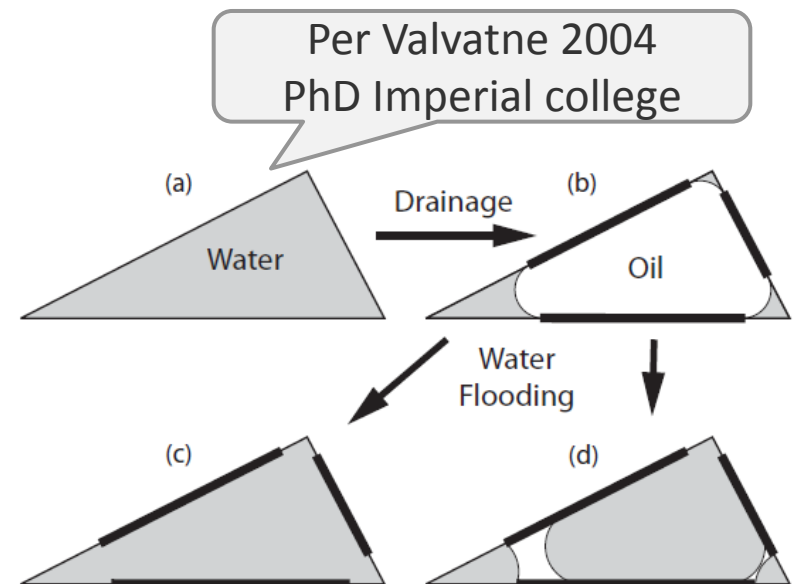 Per Valvatne 2004
PhD Imperial college
(a)
Water
Drainage
(b)
Oil
Water
Flooding
(c)
(d)